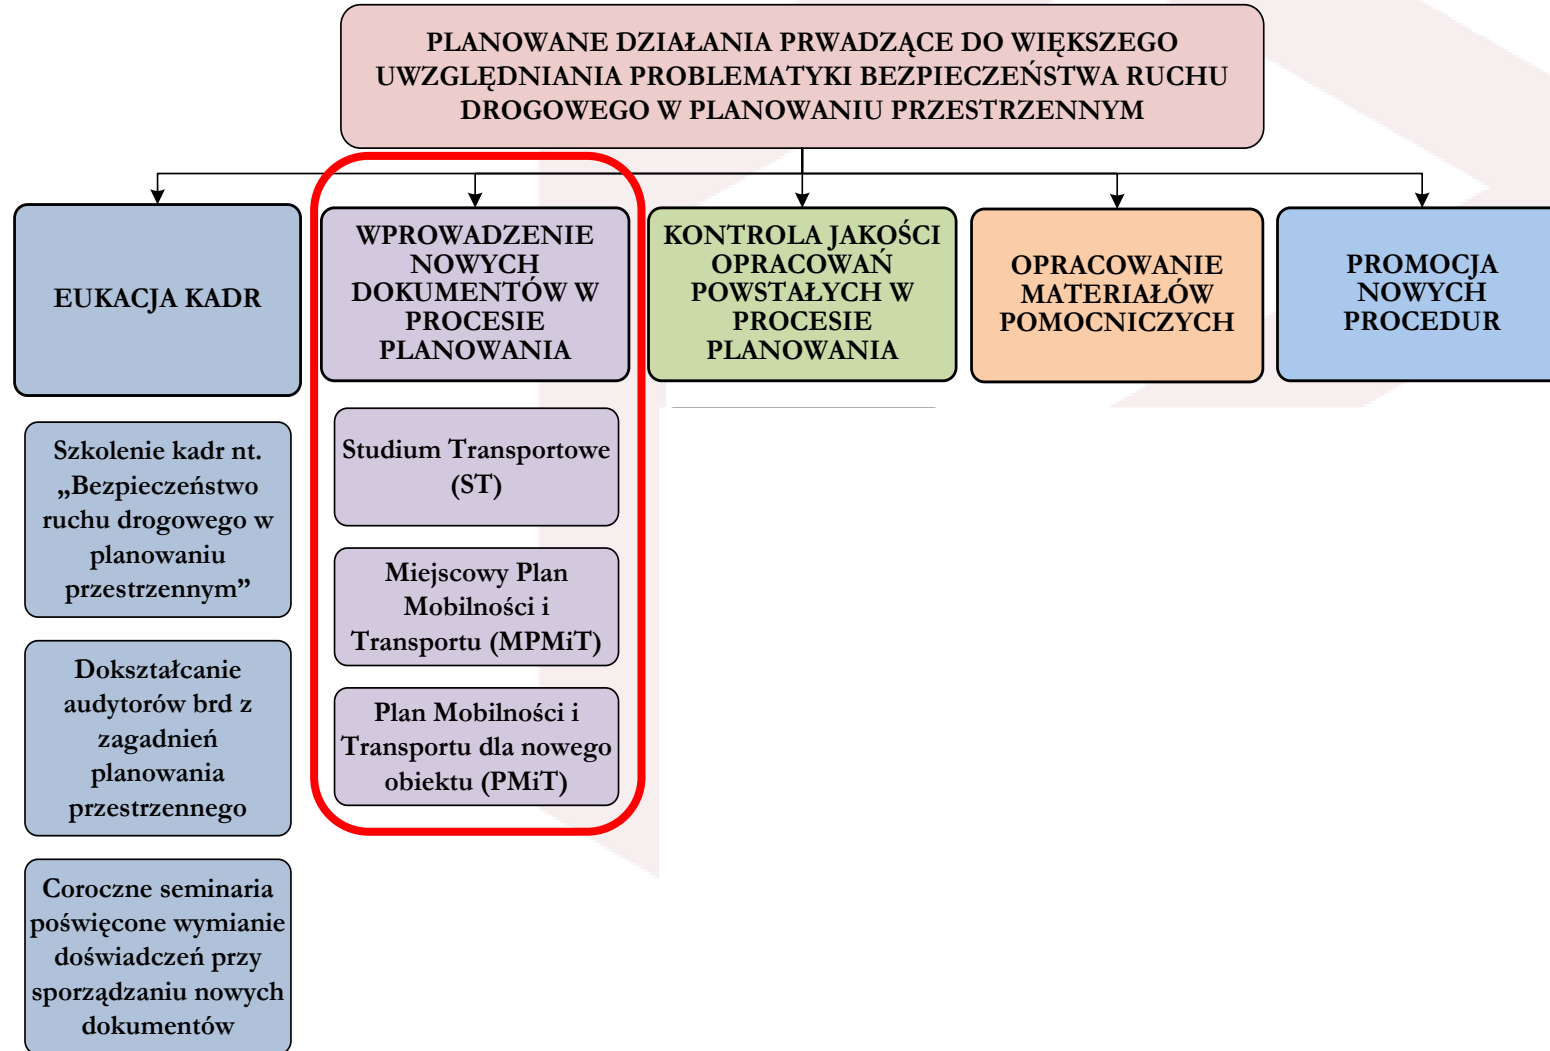 PLANOWANE DZIAŁANIA PRWADZĄCE DO WIĘKSZEGO
UWZGLĘDNIANIA PROBLEMATYKI BEZPIECZEŃSTWA RUCHU
DROGOWEGO W PLANOWANIU PRZESTRZENNYM
EUKACJA KADR
WPROWADZENIE
NOWYCH
DOKUMENTÓW W
PROCESIE
PLANOWANIA
KONTROLA JAKOŚCI
OPRACOWAŃ
POWSTAŁYCH W
PROCESIE
PLANOWANIA
OPRACOWANIE
MATERIAŁÓW
POMOCNICZYCH
PROMOCJA
NOWYCH
PROCEDUR
Szkolenie kadr nt.
„Bezpieczeństwo
ruchu drogowego w
planowaniu
przestrzennym”
Dokształcanie
audytorów brd z
zagadnień
planowania
przestrzennego
Coroczne seminaria
poświęcone wymianie
doświadczeń przy
sporządzaniu nowych
dokumentów
Studium Transportowe
(ST)
Miejscowy Plan
Mobilności i
Transportu (MPMiT)
Plan Mobilności i
Transportu dla nowego
obiektu (PMiT)